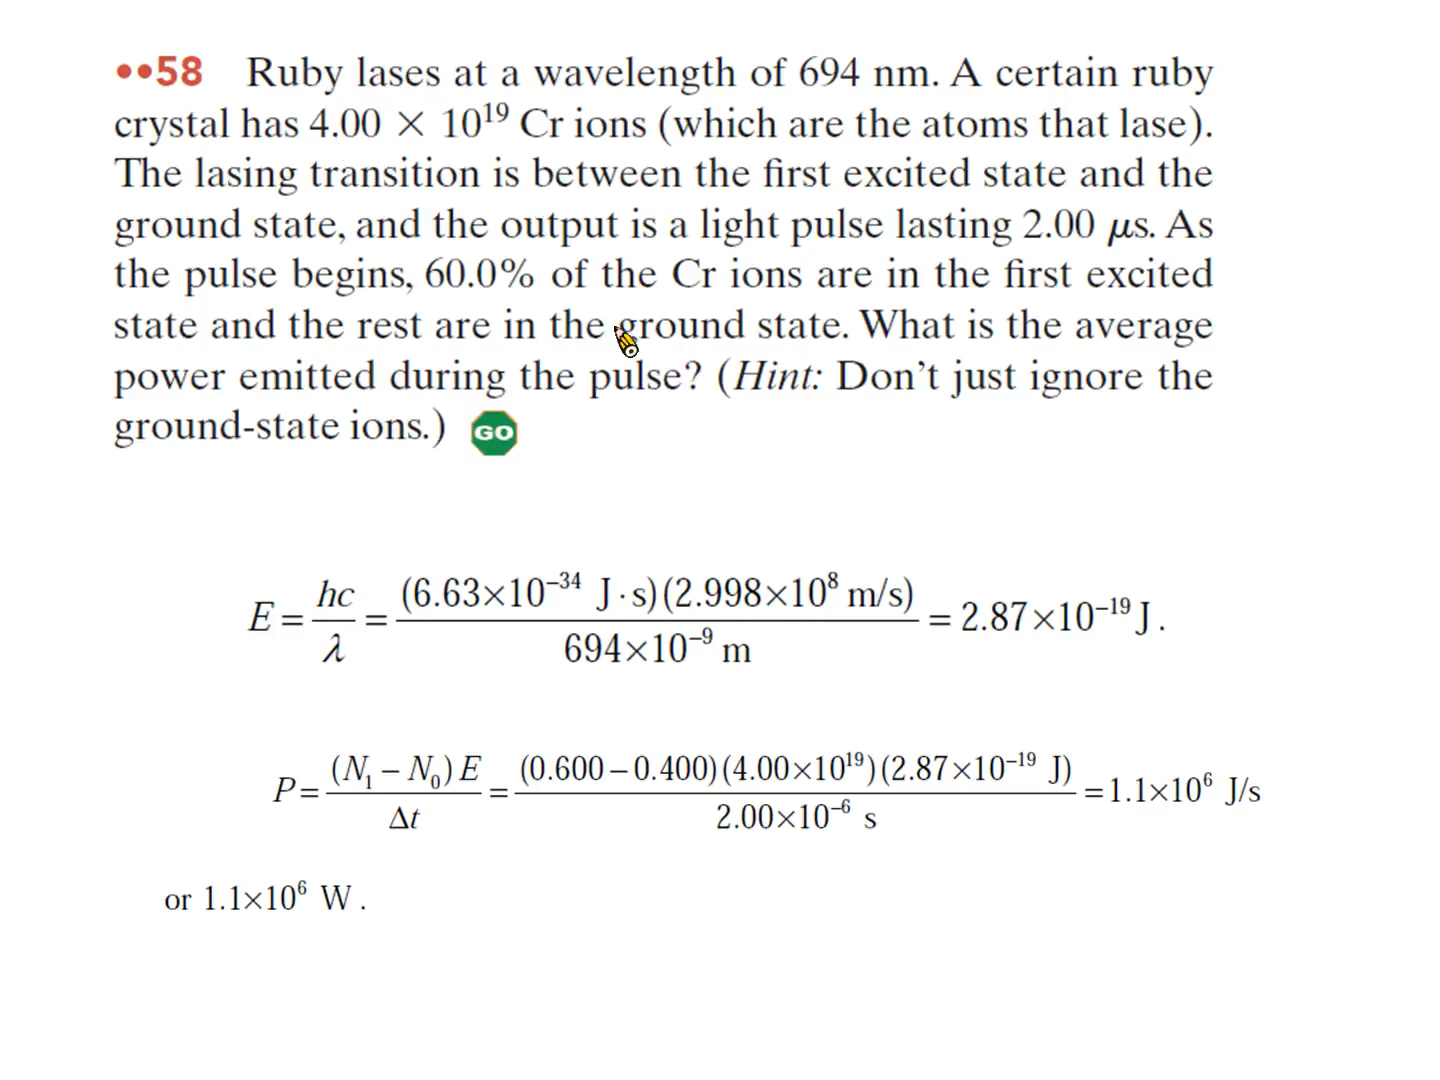 ••58 Ruby lases at a wavelength of 694 nm. A certain ruby
crystal has 4.00 × 10¹⁹ Cr ions (which are the atoms that lase).
The lasing transition is between the first excited state and the
ground state, and the output is a light pulse lasting 2.00 μs. As
the pulse begins, 60.0% of the Cr ions are in the first excited
state and the rest are in the ground state. What is the average
power emitted during the pulse? (Hint: Don't just ignore the
ground-state ions.) GO
E = hc/λ = (6.63×10⁻³⁴ J·s)(2.998×10⁸ m/s)/694×10⁻⁹ m = 2.87×10⁻¹⁹ J.
P = (N₁ – N₀)E/Δt = (0.600 – 0.400)(4.00×10¹⁹)(2.87×10⁻¹⁹ J)/2.00×10⁻⁶ s = 1.1×10⁶ J/s
or 1.1×10⁶ W.